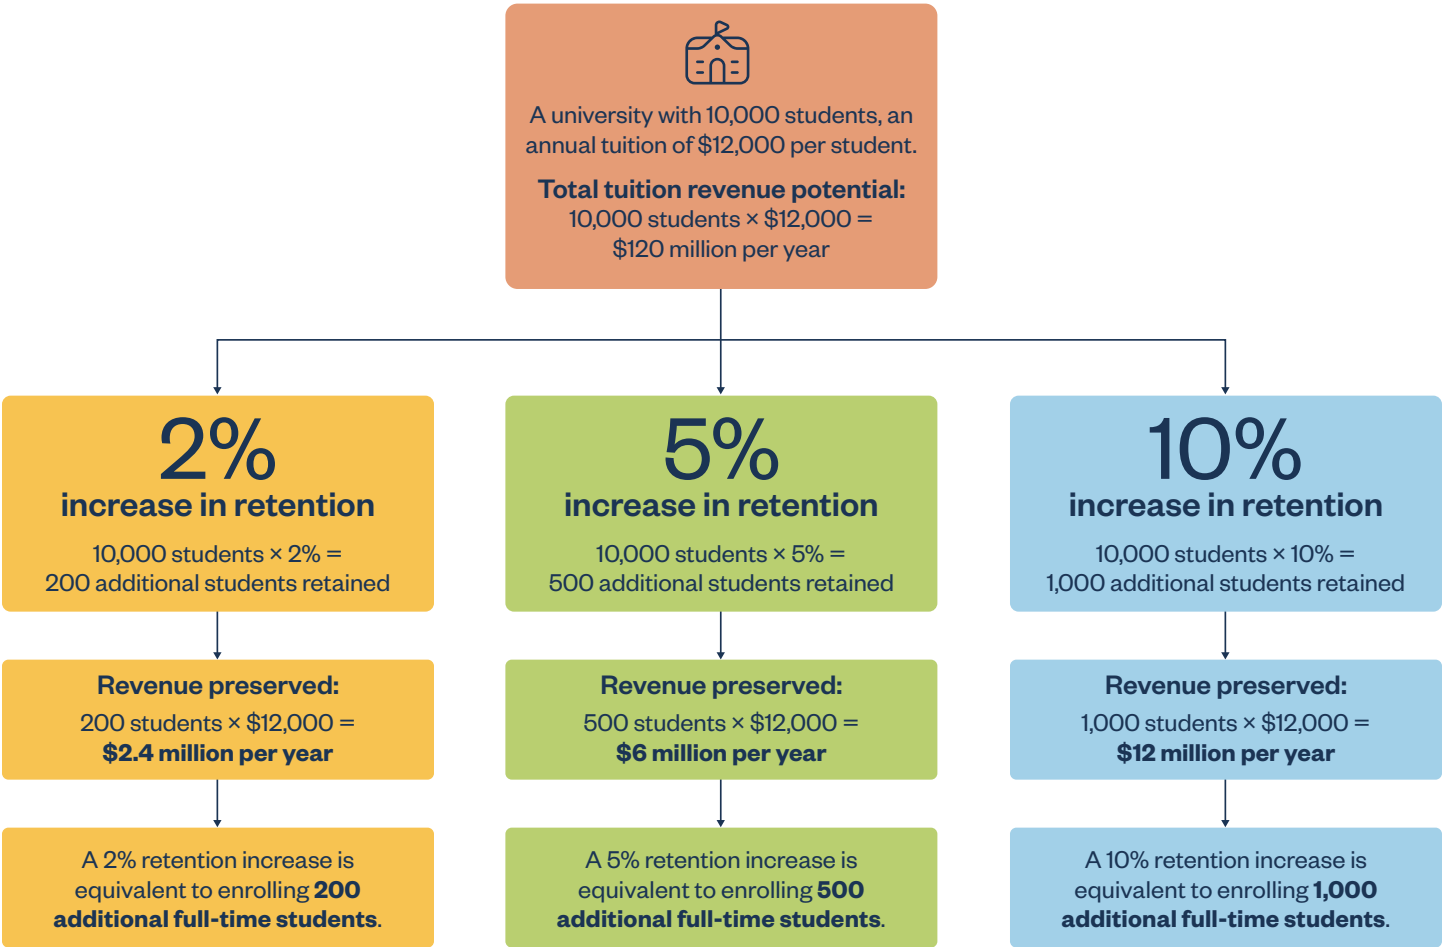 A university with 10,000 students, an
annual tuition of $12,000 per student.
Total tuition revenue potential:
10,000 students × $12,000 =
$120 million per year
2%
increase in retention
10,000 students × 2% =
200 additional students retained
Revenue preserved:
200 students × $12,000 =
$2.4 million per year
A 2% retention increase is
equivalent to enrolling 200
additional full-time students.
5%
increase in retention
10,000 students × 5% =
500 additional students retained
Revenue preserved:
500 students × $12,000 =
$6 million per year
A 5% retention increase is
equivalent to enrolling 500
additional full-time students.
10%
increase in retention
10,000 students × 10% =
1,000 additional students retained
Revenue preserved:
1,000 students × $12,000 =
$12 million per year
A 10% retention increase is
equivalent to enrolling 1,000
additional full-time students.